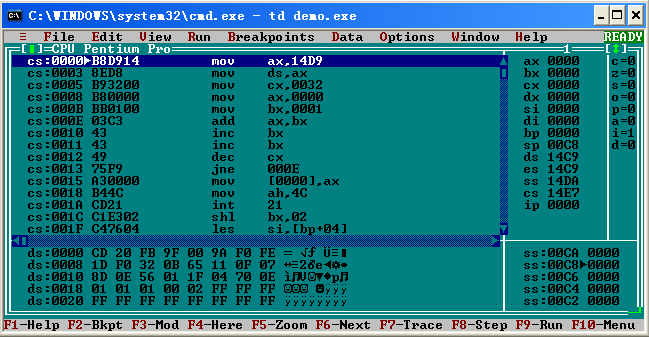 C:\WINDOWS\system32\cmd.exe - td demo.exe
≡ File Edit View Run Breakpoints Data Options Window Help READY
[■]=CPU Pentium Pro 1=[↕]
cs:0000►B8D914 mov ax,14D9 ax 0000 c=0
cs:0003 8ED8 mov ds,ax bx 0000 z=0
cs:0005 B93200 mov cx,0032 cx 0000 s=0
cs:0008 B80000 mov ax,0000 dx 0000 o=0
cs:000B BB0100 mov bx,0001 si 0000 p=0
cs:000E 03C3 add ax,bx di 0000 a=0
cs:0010 43 inc bx bp 0000 i=1
cs:0011 43 inc bx sp 00C8 d=0
cs:0012 49 dec cx ds 14C9
cs:0013 75F9 jne 000E es 14C9
cs:0015 A30000 mov [0000],ax ss 14DA
cs:0018 B44C mov ah,4C cs 14E7
cs:001A CD21 int 21 ip 0000
cs:001C C1E302 shl bx,02
cs:001F C47604 les si,[bp+04]
ds:0000 CD 20 FB 9F 00 9A F0 FE ss:00CA 0000
ds:0008 1D F0 32 0B 65 11 0F 07 ss:00C8►0000
ds:0010 8D 0E 56 01 1F 04 70 0E ss:00C6 0000
ds:0018 01 01 01 00 02 FF FF FF ss:00C4 0000
ds:0020 FF FF FF FF FF FF FF FF ÿÿÿÿÿÿÿÿ ss:00C2 0000
F1-Help F2-Bkpt F3-Mod F4-Here F5-Zoom F6-Next F7-Trace F8-Step F9-Run F10-Menu